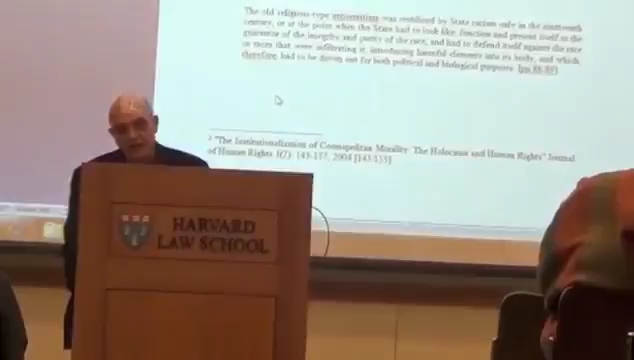 The old religious-type antisemitism was reutilized by State racism only in the nineteenth
century, or at the point when the State had to look like, function and present itself as the
guarantor of the integrity and purity of the race, and had to defend itself against the race
or more that were infiltrating it, introducing harmful elements into its body, and which
therefore had to be driven out for both political and biological purposes. [pp 88-89]
2 "The Institutionalization of Cosmopolitan Morality: The Holocaust and Human Rights" Journal
of Human Rights 3(2): 143-157, 2004 [143-155]
HARVARD
LAW SCHOOL